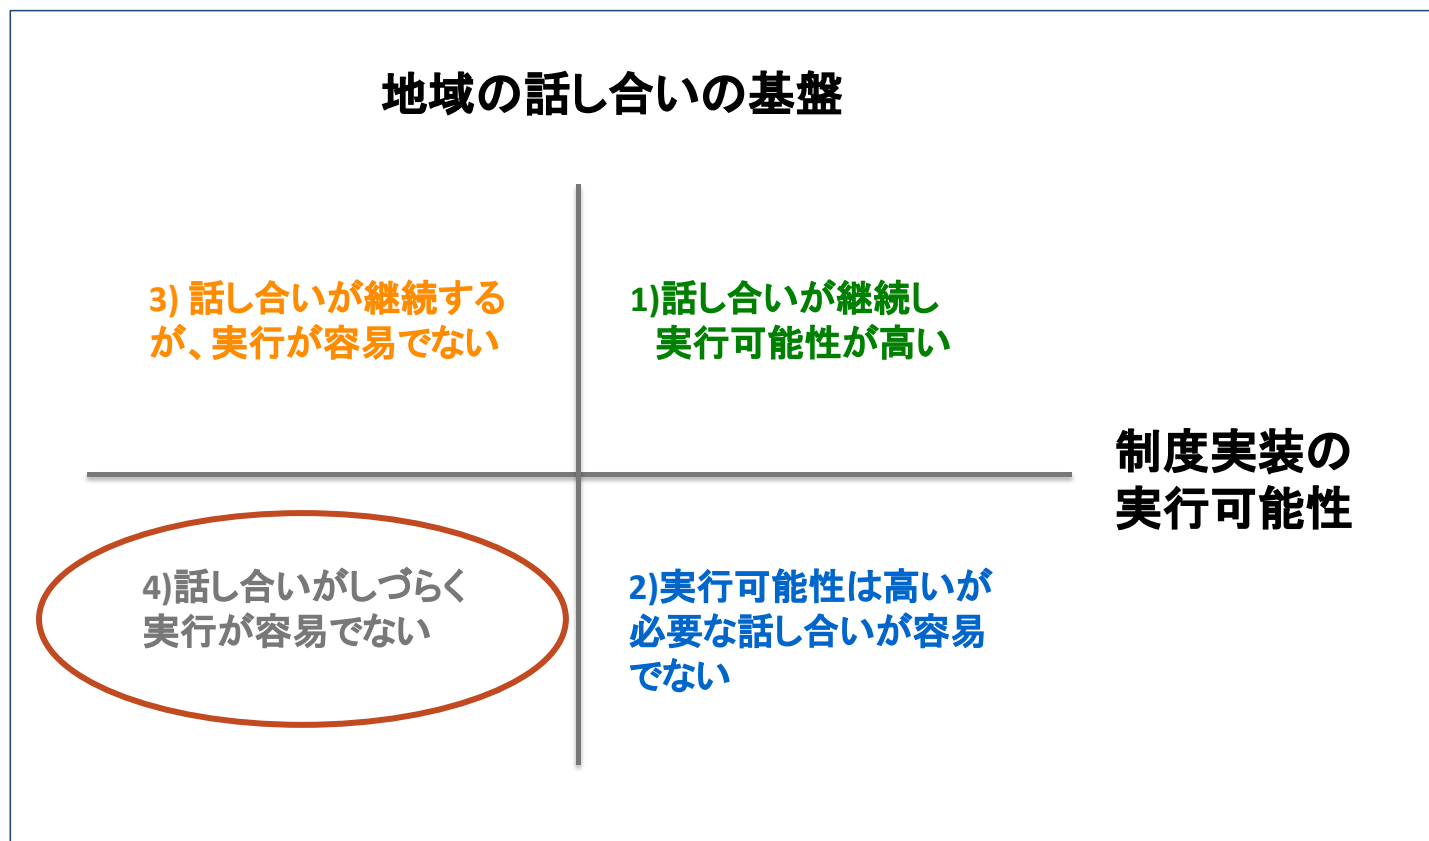 地域の話し合いの基盤
3) 話し合いが継続する
が、実行が容易でない
1)話し合いが継続し
実行可能性が高い
制度実装の
実行可能性
4)話し合いがしづらく
実行が容易でない
2)実行可能性は高いが
必要な話し合いが容易
でない